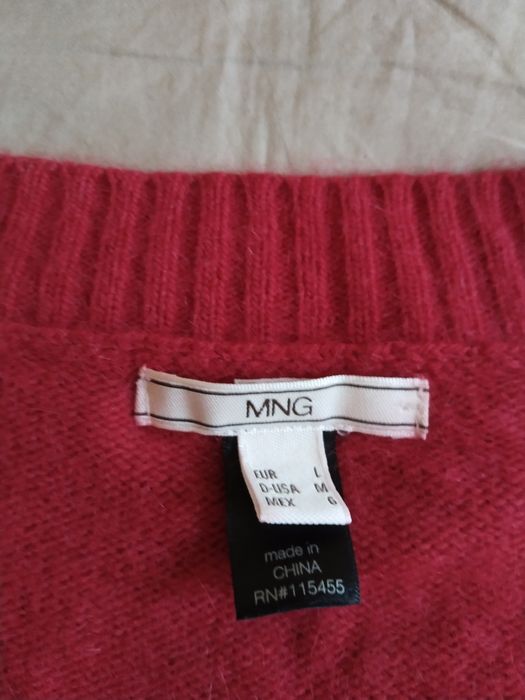 MNG
EUR L
D-USA M
MEX G
made in
CHINA
RN#115455